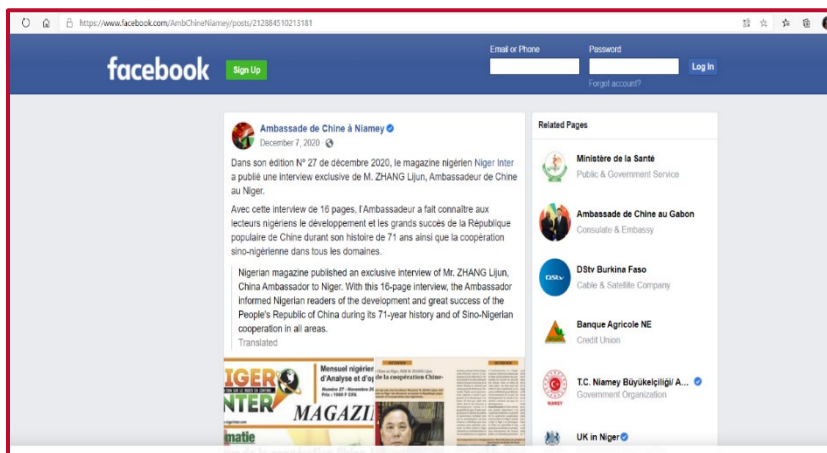 https://www.facebook.com/AmbChineNiamey/posts/212884510213181
facebook
Sign Up
Email or Phone
Password
Log In
Forgot account?
Ambassade de Chine à Niamey
December 7, 2020
Dans son édition N° 27 de décembre 2020, le magazine nigérien Niger Inter
a publié une interview exclusive de M. ZHANG Lijun, Ambassadeur de Chine
au Niger.
Avec cette interview de 16 pages, l'Ambassadeur a fait connaître aux
lecteurs nigériens le développement et les grands succès de la République
populaire de Chine durant son histoire de 71 ans ainsi que la coopération
sino-nigérienne dans tous les domaines.
Nigerian magazine published an exclusive interview of Mr. ZHANG Lijun,
China Ambassador to Niger. With this 16-page interview, the Ambassador
informed Nigerian readers of the development and great success of the
People's Republic of China during its 71-year history and of Sino-Nigerian
cooperation in all areas.
Translated
IGER
NTER
MAGAZI
Mensuel nigérier
d'Analyse et d'o
matie
de la coopération Chine-
Related Pages
Ministère de la Santé
Public & Government Service
Ambassade de Chine au Gabon
Consulate & Embassy
DStv
DStv Burkina Faso
Cable & Satellite Company
Banque Agricole NE
Credit Union
T.C. Niamey Büyükelçiliği/ A...
Government Organization
UK in Niger